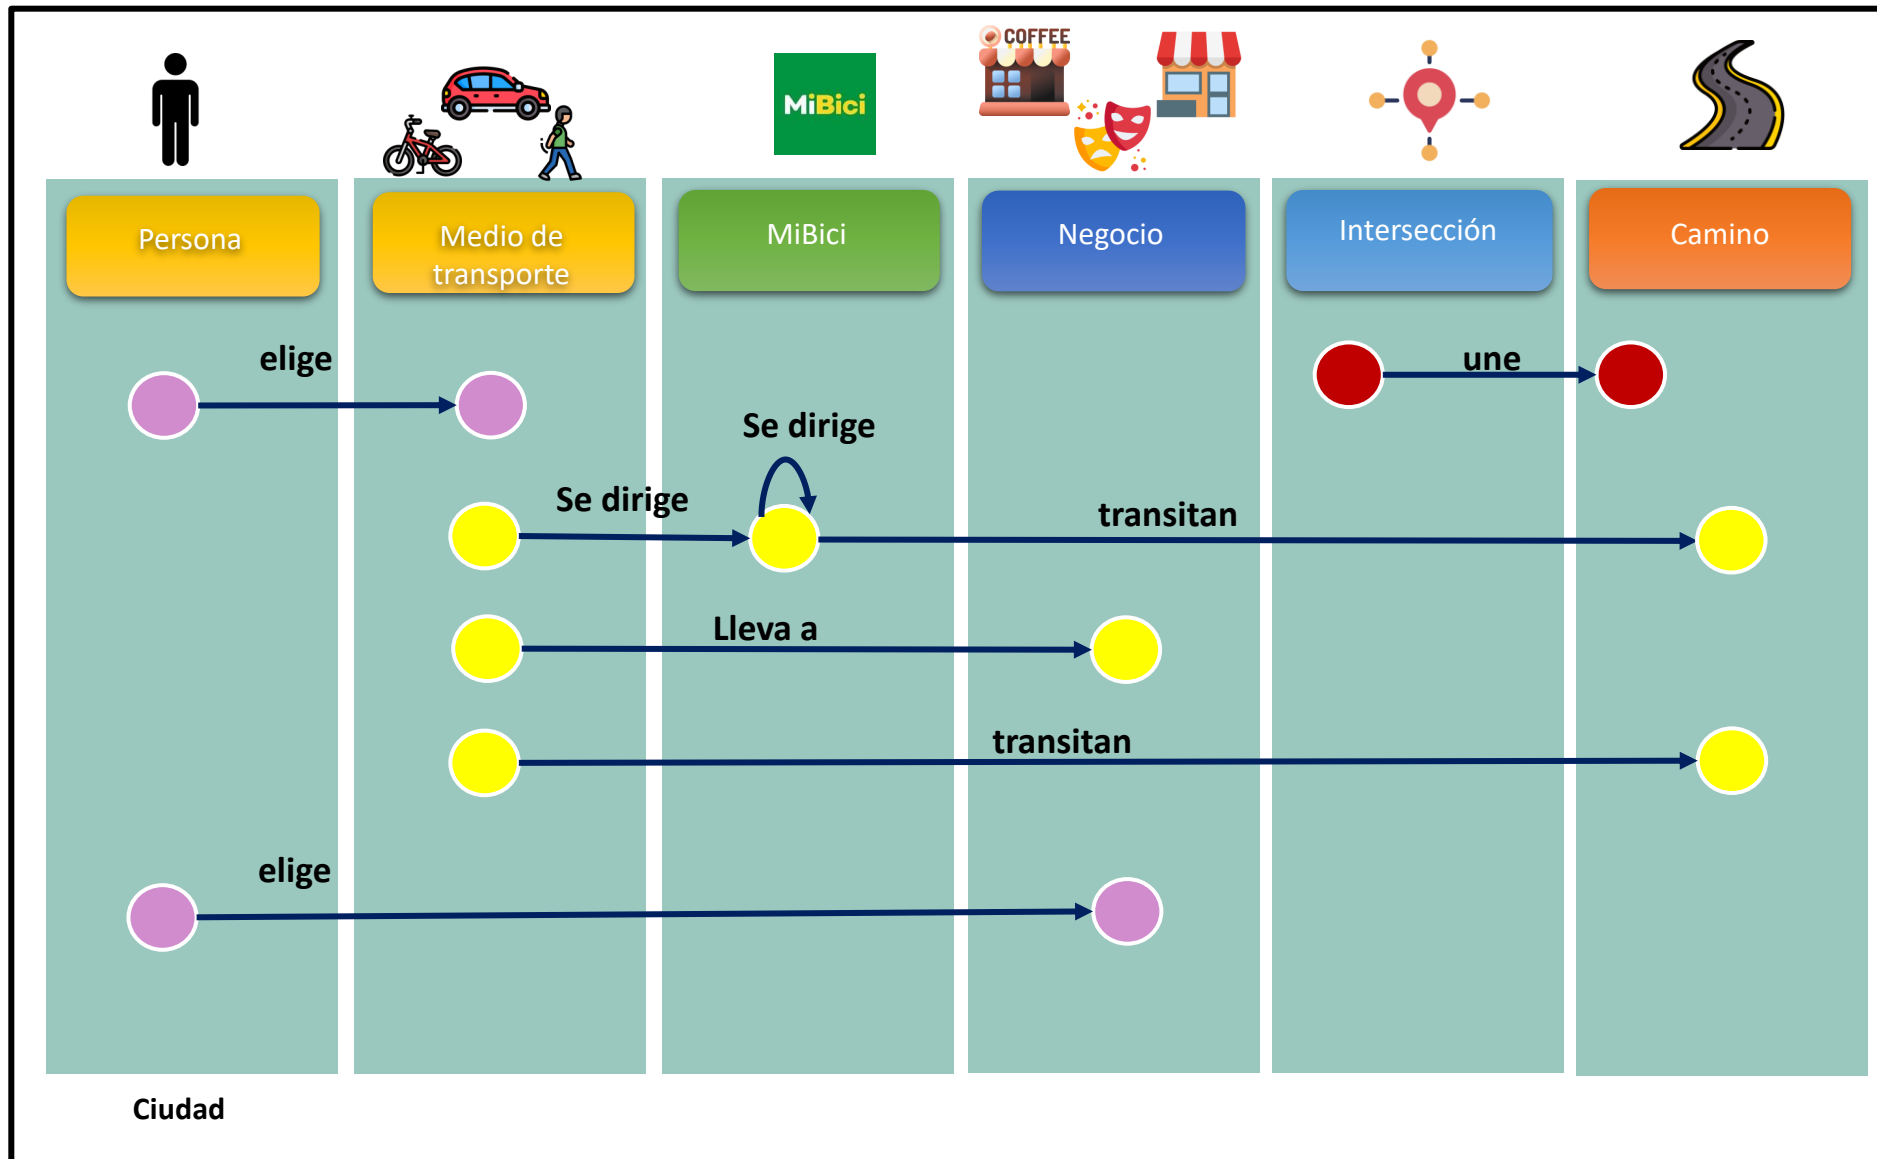 COFFEE
MiBici
Persona
Medio de
transporte
MiBici
Negocio
Intersección
Camino
elige
une
Se dirige
Se dirige
transitan
Lleva a
transitan
elige
Ciudad